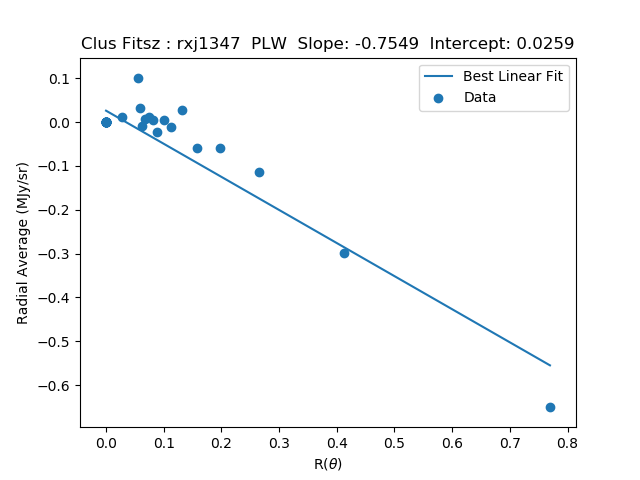 Clus Fitsz : rxj1347  PLW  Slope: -0.7549  Intercept: 0.0259
Best Linear Fit
Data
Radial Average (MJy/sr)
0.1
0.0
−0.1
−0.2
−0.3
−0.4
−0.5
−0.6
0.0 0.1 0.2 0.3 0.4 0.5 0.6 0.7 0.8
R(θ)